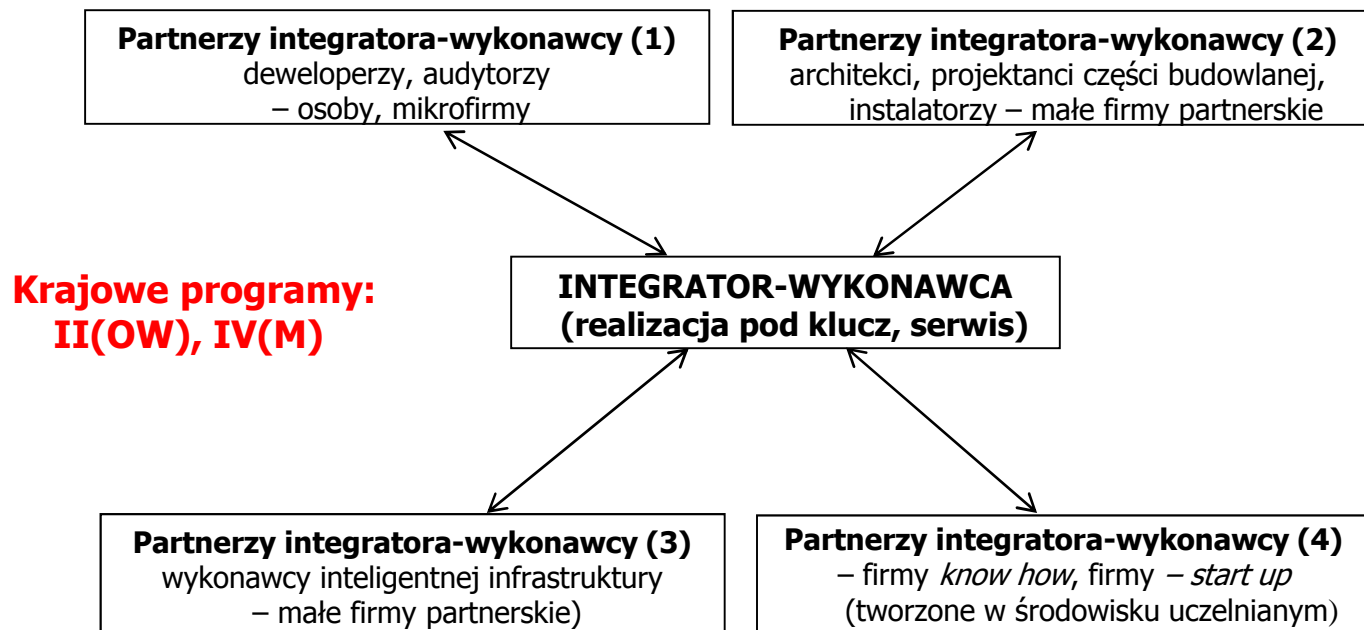 Partnerzy integratora-wykonawcy (1)
deweloperzy, audytorzy
– osoby, mikrofirmy
Partnerzy integratora-wykonawcy (2)
architekci, projektanci części budowlanej,
instalatorzy – małe firmy partnerskie
Krajowe programy:
II(OW), IV(M)
INTEGRATOR-WYKONAWCA
(realizacja pod klucz, serwis)
Partnerzy integratora-wykonawcy (3)
wykonawcy inteligentnej infrastruktury
– małe firmy partnerskie)
Partnerzy integratora-wykonawcy (4)
– firmy know how, firmy – start up
(tworzone w środowisku uczelnianym)